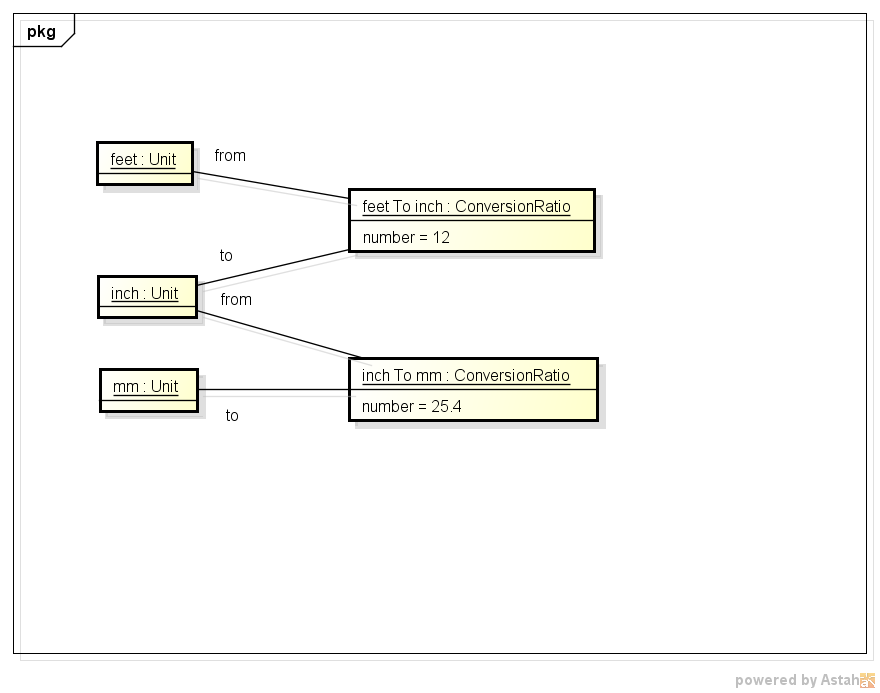 pkg
feet : Unit
from
feet To inch : ConversionRatio
number = 12
to
inch : Unit
from
inch To mm : ConversionRatio
mm : Unit
number = 25.4
to
powered by Astah